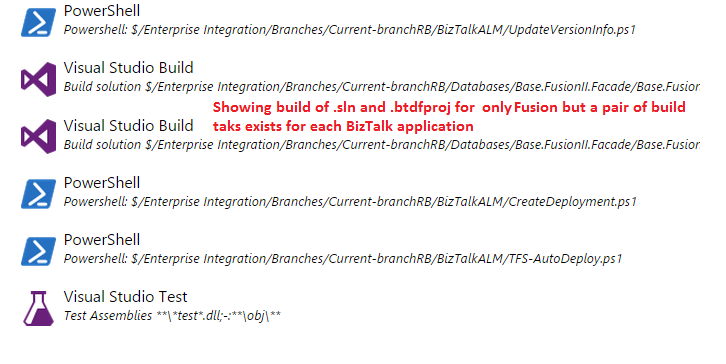 PowerShell
Powershell: $/Enterprise Integration/Branches/Current-branchRB/BizTalkALM/UpdateVersionInfo.ps1
Visual Studio Build
Build solution $/Enterprise Integration/Branches/Current-branchRB/Databases/Base.FusionII.Facade/Base.Fusion
Showing build of .sln and .btdfproj for only Fusion but a pair of build
taks exists for each BizTalk application
Visual Studio Build
Build solution $/Enterprise Integration/Branches/Current-branchRB/Databases/Base.FusionII.Facade/Base.Fusion
PowerShell
Powershell: $/Enterprise Integration/Branches/Current-branchRB/BizTalkALM/CreateDeployment.ps1
PowerShell
Powershell: $/Enterprise Integration/Branches/Current-branchRB/BizTalkALM/TFS-AutoDeploy.ps1
Visual Studio Test
Test Assemblies **\*test*.dll;-:**\obj\**